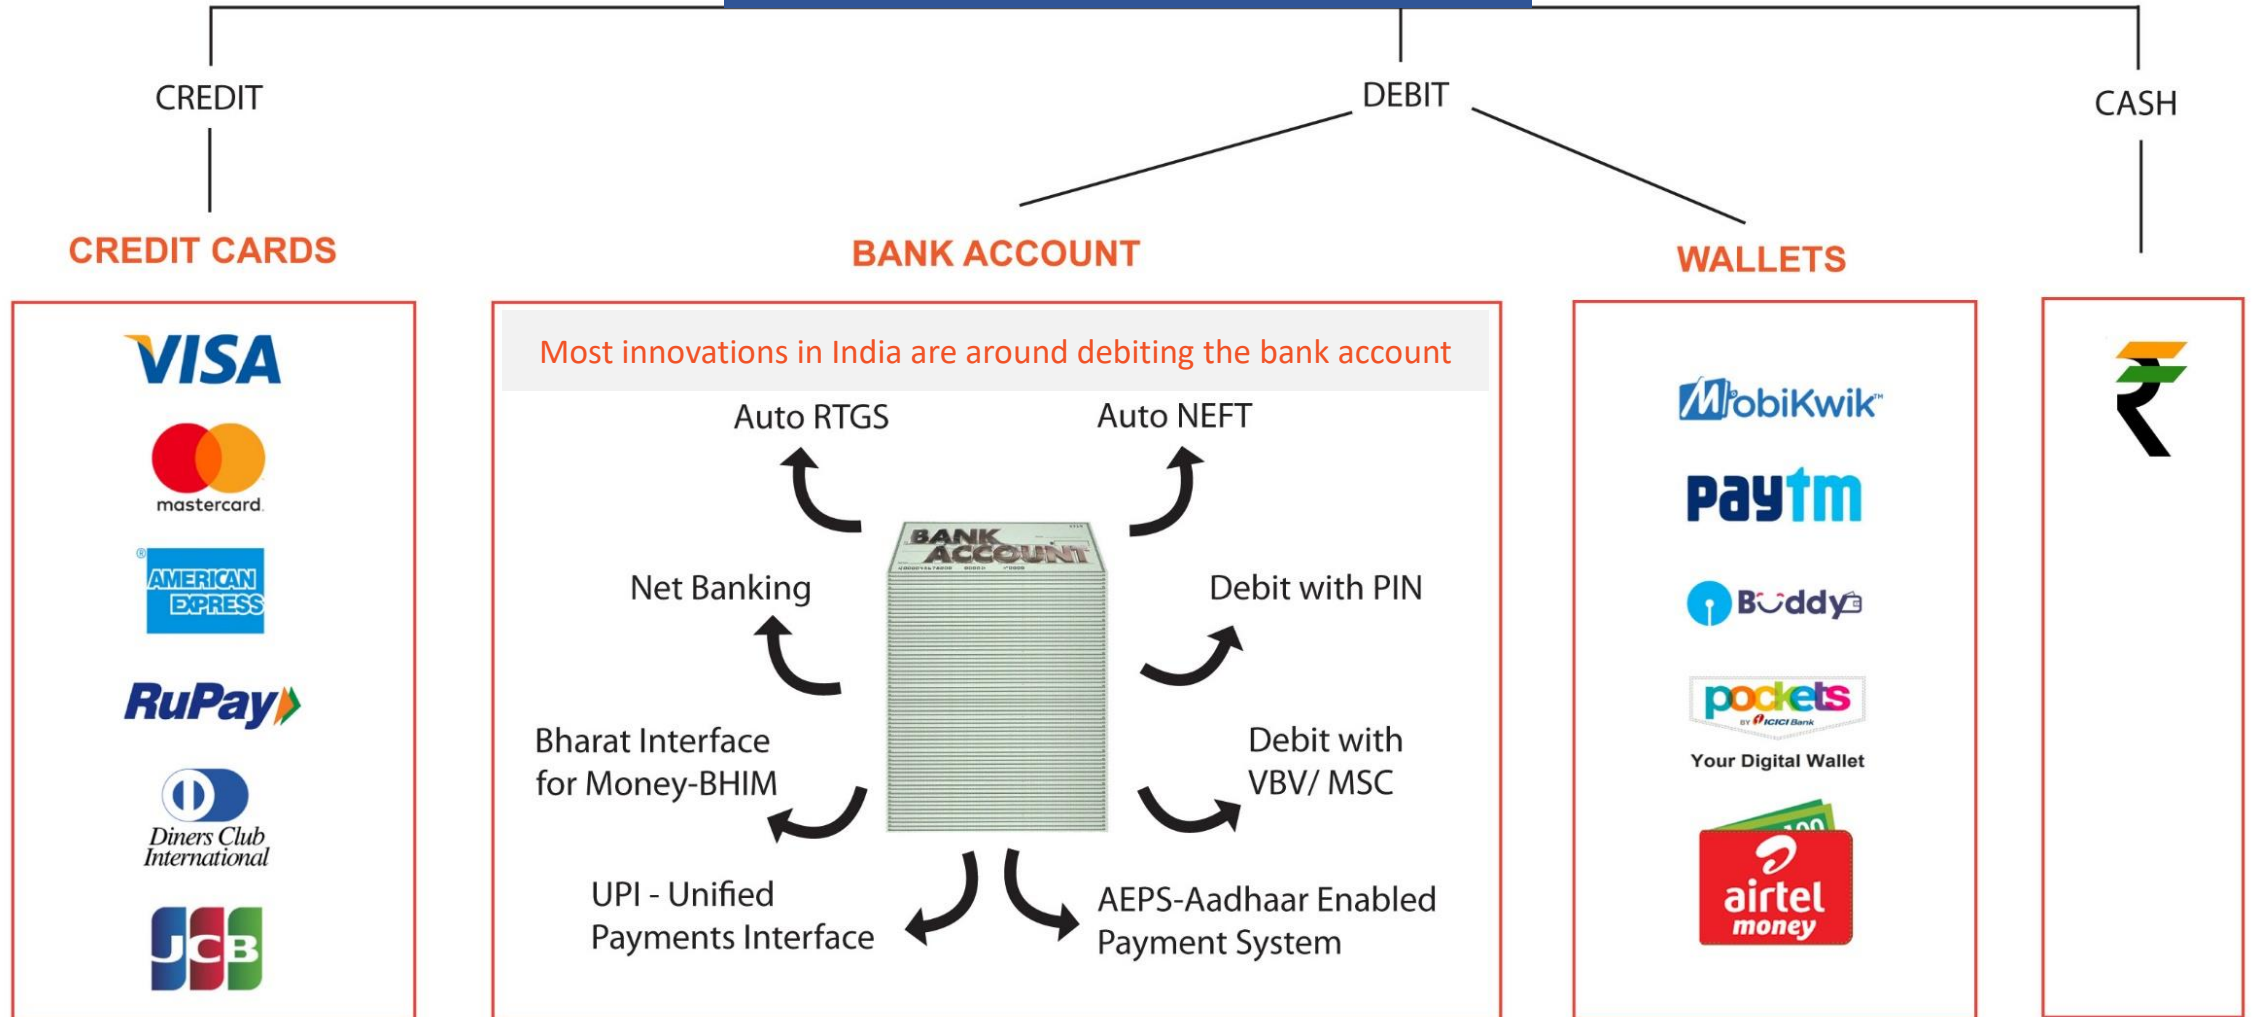 CREDIT
DEBIT
CASH
CREDIT CARDS
BANK ACCOUNT
WALLETS
VISA
mastercard.
®
AMERICAN
EXPRESS
RuPay
Diners Club
International
JCB
Most innovations in India are around debiting the bank account
Auto RTGS
Auto NEFT
BANK
ACCOUNT
Net Banking
Debit with PIN
Bharat Interface
for Money-BHIM
Debit with
VBV/ MSC
UPI - Unified
Payments Interface
AEPS-Aadhaar Enabled
Payment System
MobiKwik™
paytm
Buddy
pockets
BY ICICI Bank
Your Digital Wallet
100
airtel
money
₹